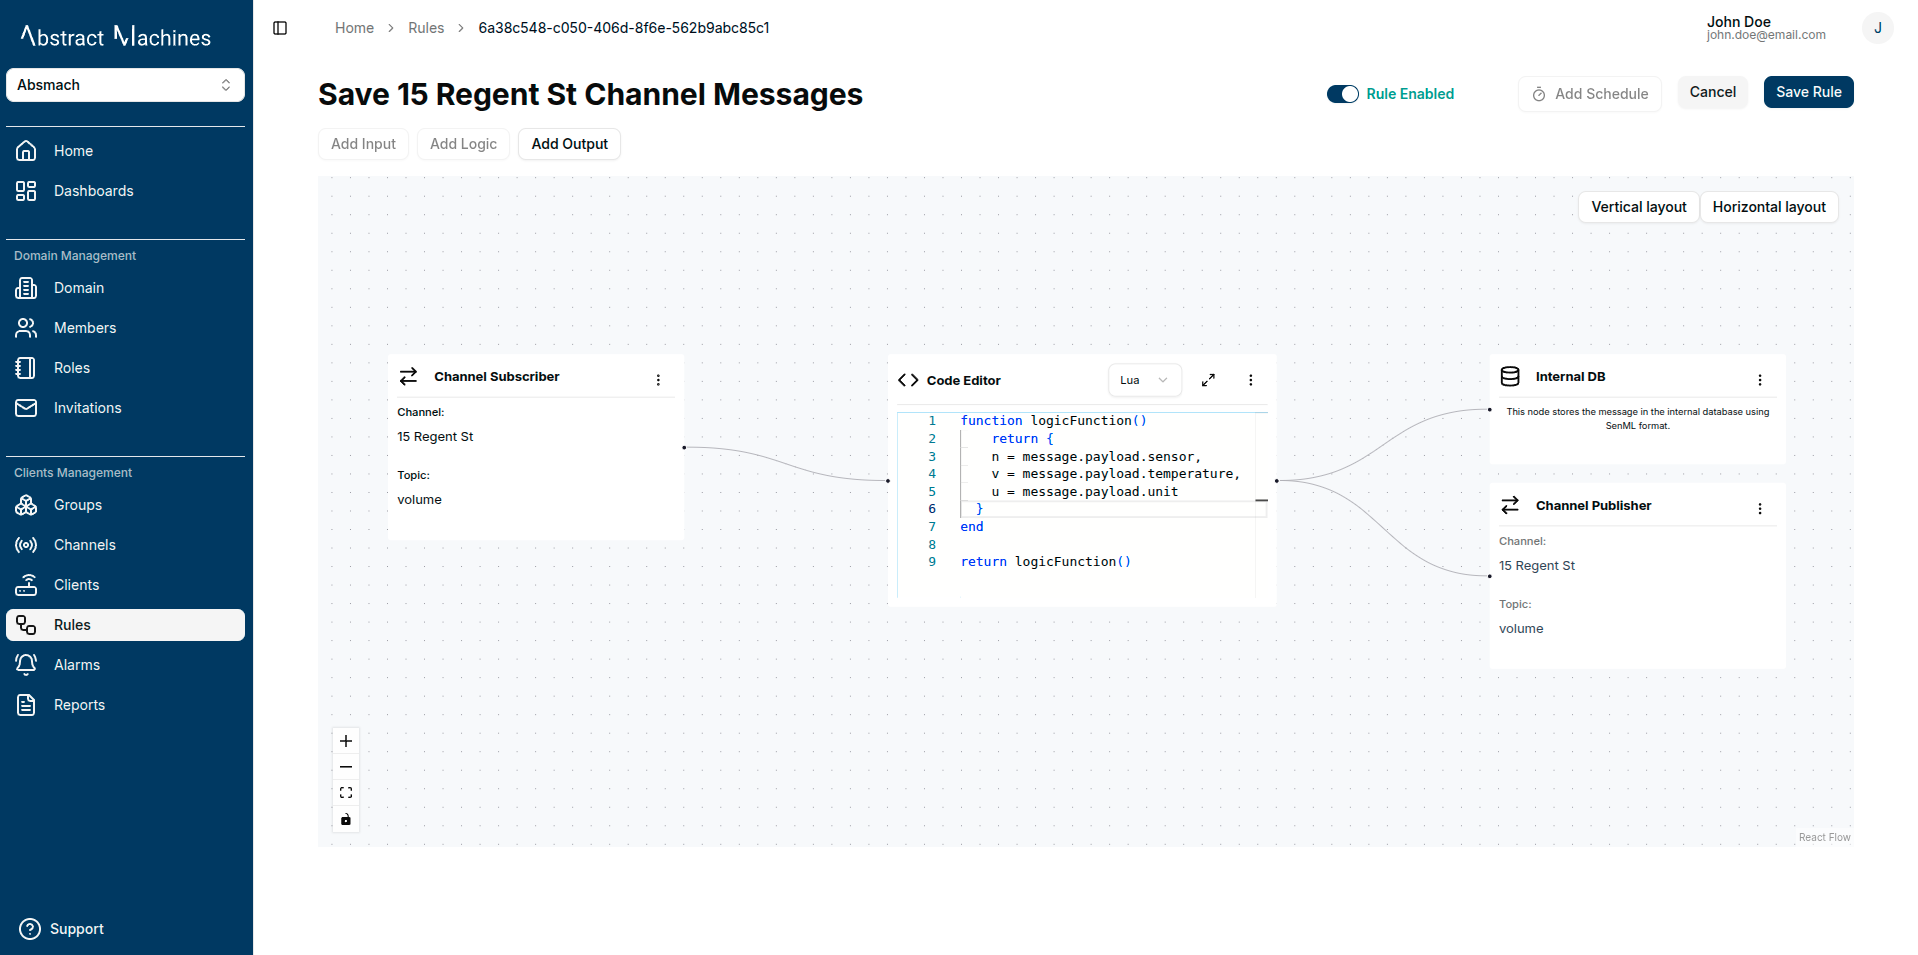 Abstract Machines
Absmach
Home
Dashboards
Domain Management
Domain
Members
Roles
Invitations
Clients Management
Groups
Channels
Clients
Rules
Alarms
Reports
Support
Home > Rules > 6a38c548-c050-406d-8f6e-562b9abc85c1
John Doe
john.doe@email.com
J
Save 15 Regent St Channel Messages
Rule Enabled
Add Schedule
Cancel
Save Rule
Add Input
Add Logic
Add Output
Vertical layout
Horizontal layout
Channel Subscriber
Channel:
15 Regent St
Topic:
volume
Code Editor
Lua
1 function logicFunction()
2     return {
3     n = message.payload.sensor,
4     v = message.payload.temperature,
5     u = message.payload.unit
6   }
7 end
8
9 return logicFunction()
Internal DB
This node stores the message in the internal database using
SenML format.
Channel Publisher
Channel:
15 Regent St
Topic:
volume
React Flow